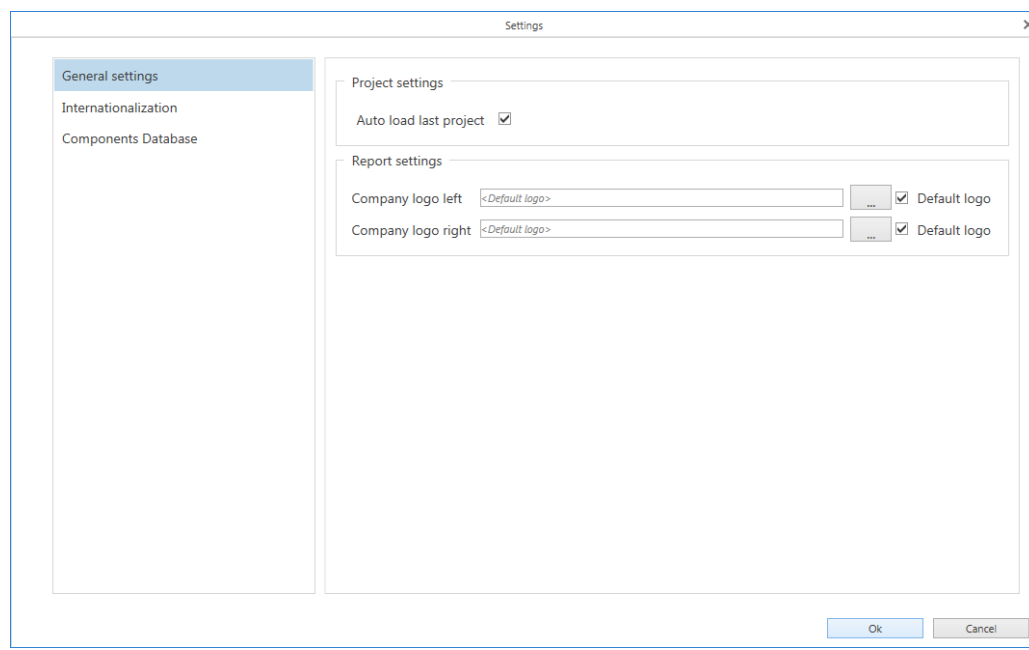 Settings
General settings
Internationalization
Components Database
Project settings
Auto load last project
Report settings
Company logo left <Default logo> ... Default logo
Company logo right <Default logo> ... Default logo
Ok Cancel